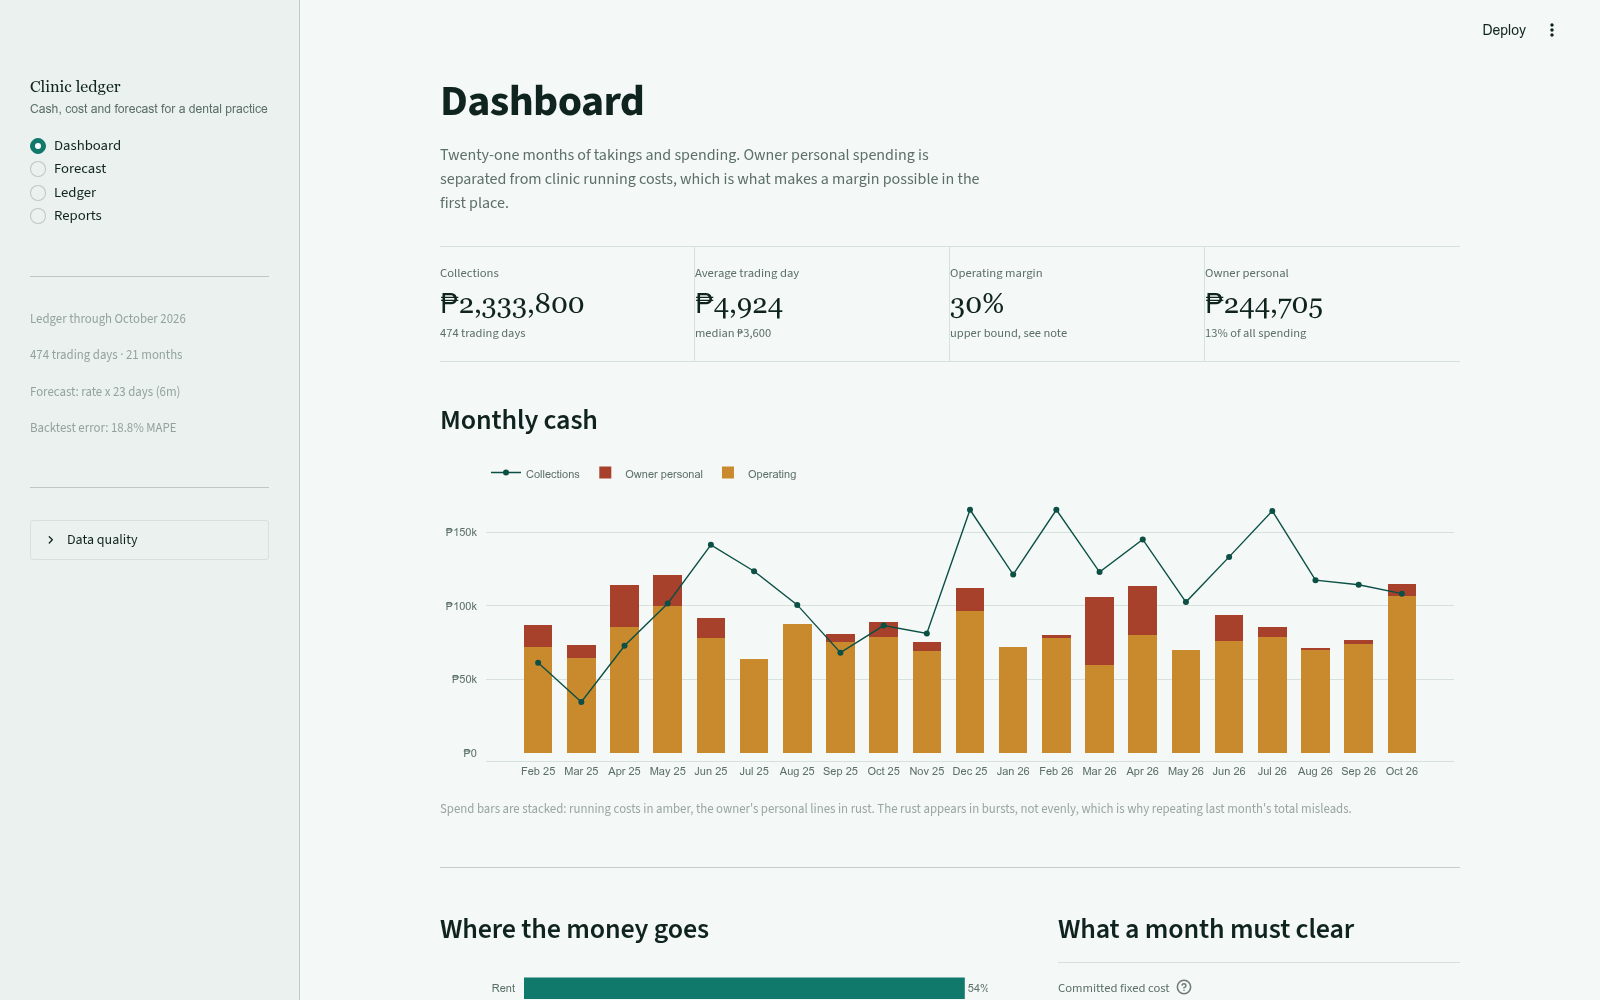 Deploy
Clinic ledger
Cash, cost and forecast for a dental practice
Dashboard
Forecast
Ledger
Reports
Ledger through October 2026
474 trading days · 21 months
Forecast: rate x 23 days (6m)
Backtest error: 18.8% MAPE
Data quality
Dashboard
Twenty-one months of takings and spending. Owner personal spending is
separated from clinic running costs, which is what makes a margin possible in the
first place.
Collections
₱2,333,800
474 trading days
Average trading day
₱4,924
median ₱3,600
Operating margin
30%
upper bound, see note
Owner personal
₱244,705
13% of all spending
Monthly cash
Collections Owner personal Operating
₱150k
₱100k
₱50k
₱0
Feb 25 Mar 25 Apr 25 May 25 Jun 25 Jul 25 Aug 25 Sep 25 Oct 25 Nov 25 Dec 25 Jan 26 Feb 26 Mar 26 Apr 26 May 26 Jun 26 Jul 26 Aug 26 Sep 26 Oct 26
Spend bars are stacked: running costs in amber, the owner's personal lines in rust. The rust appears in bursts, not evenly, which is why repeating last month's total misleads.
Where the money goes
Rent 54%
What a month must clear
Committed fixed cost